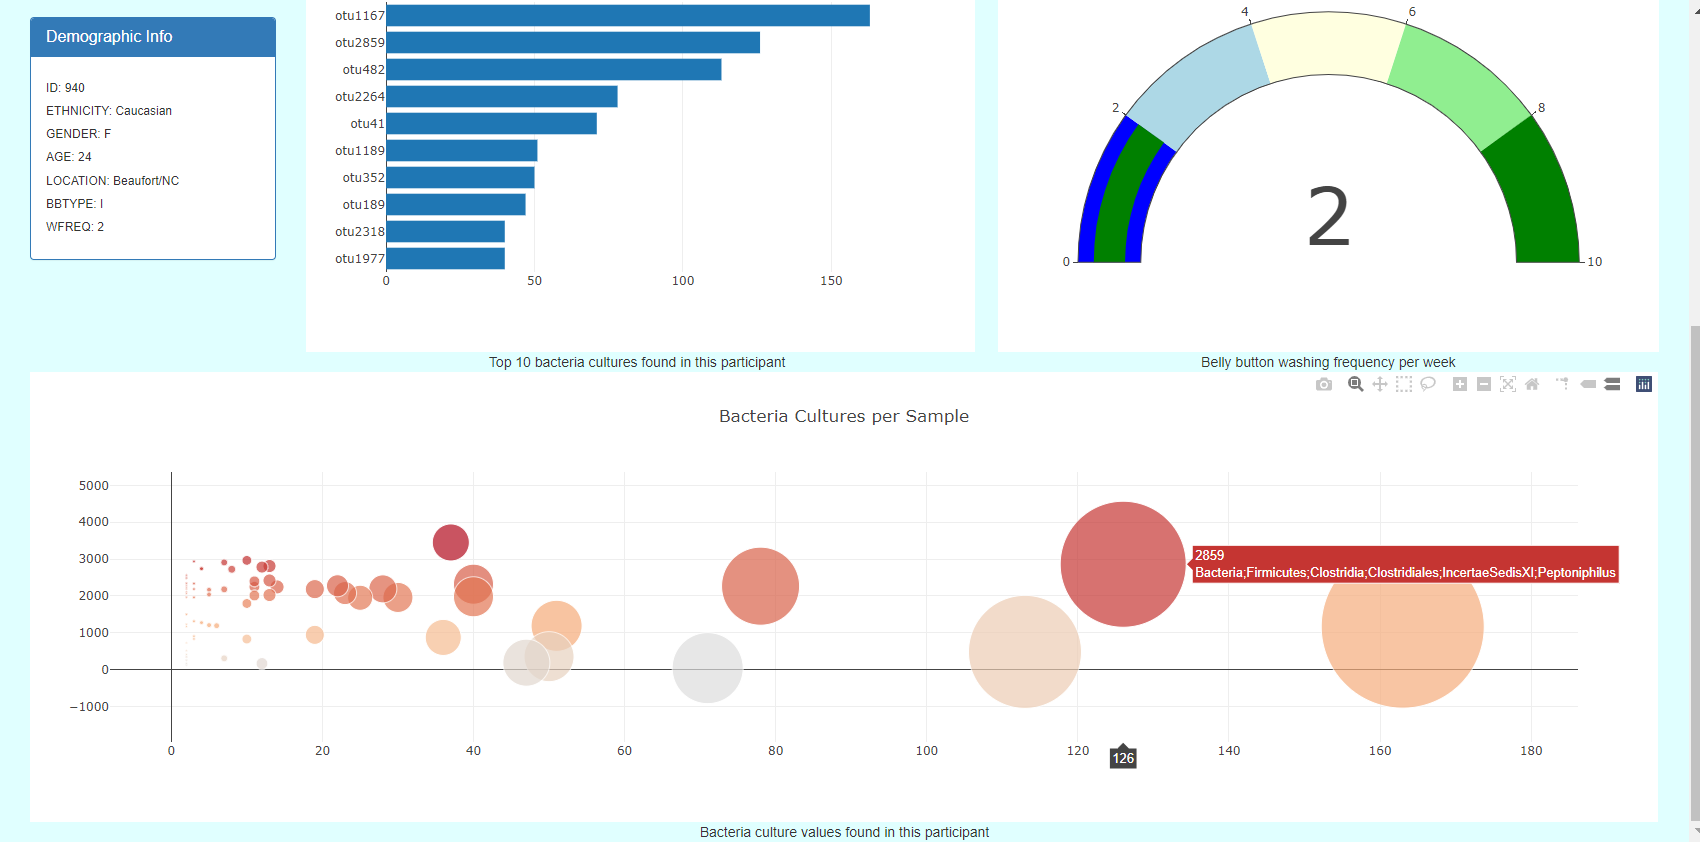 Demographic Info
ID: 940
ETHNICITY: Caucasian
GENDER: F
AGE: 24
LOCATION: Beaufort/NC
BBTYPE: I
WFREQ: 2
otu1167
otu2859
otu482
otu2264
otu41
otu1189
otu352
otu189
otu2318
otu1977
0 50 100 150
Top 10 bacteria cultures found in this participant
0
2
4
6
8
10
2
Belly button washing frequency per week
Bacteria Cultures per Sample
5000
4000
3000
2000
1000
0
−1000
2859
Bacteria;Firmicutes;Clostridia;Clostridiales;IncertaeSedisXI;Peptoniphilus
0 20 40 60 80 100 120 140 160 180
126
Bacteria culture values found in this participant